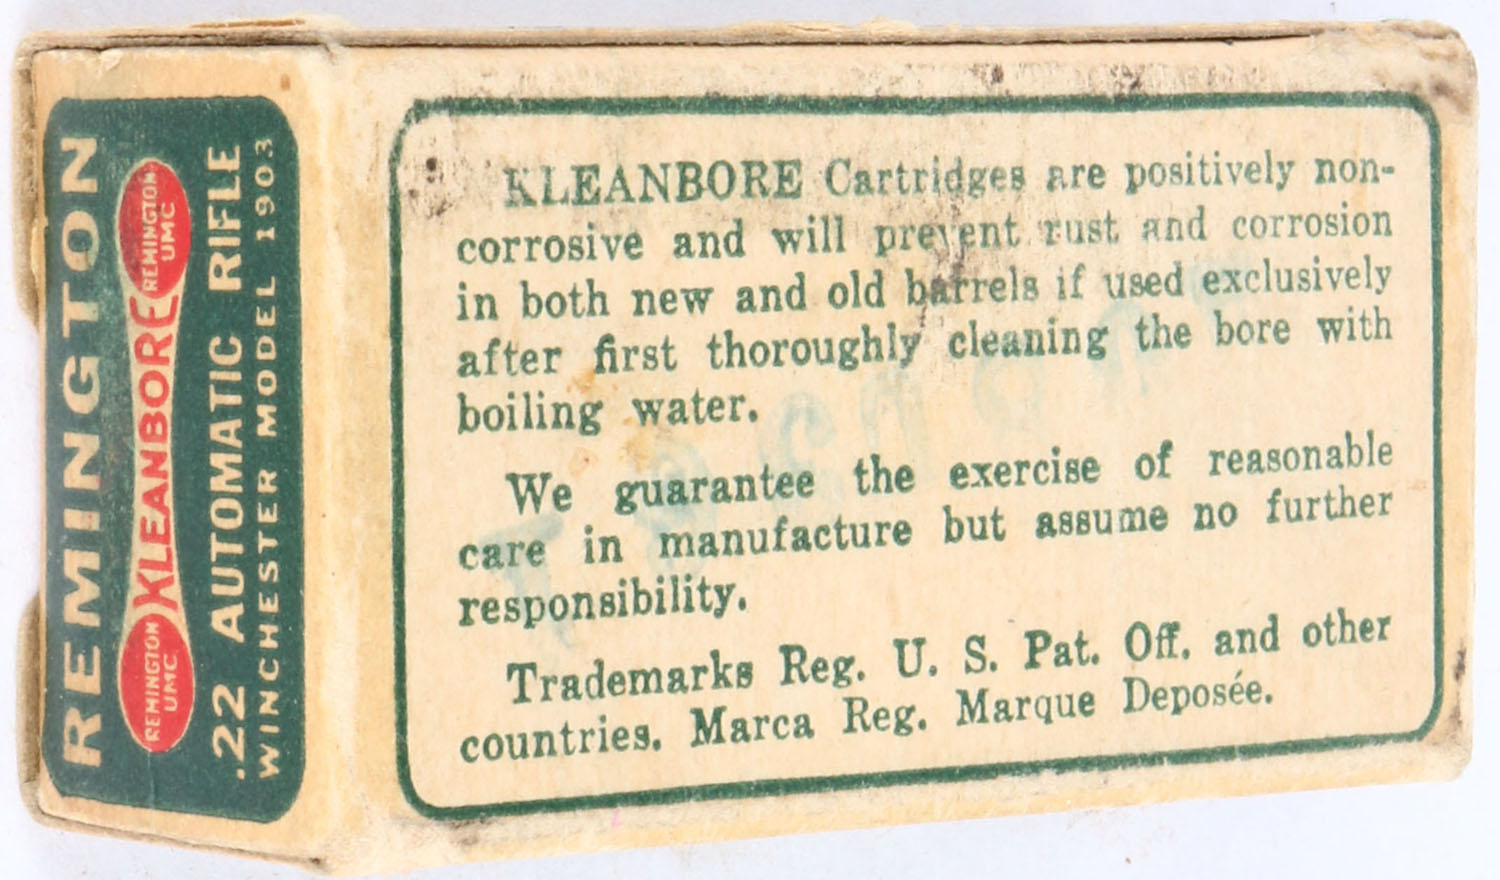 REMINGTON
REMINGTON UMC KLEANBORE REMINGTON UMC
.22 AUTOMATIC RIFLE
WINCHESTER MODEL 1903
KLEANBORE Cartridges are positively non-
corrosive and will prevent rust and corrosion
in both new and old barrels if used exclusively
after first thoroughly cleaning the bore with
boiling water.
We guarantee the exercise of reasonable
care in manufacture but assume no further
responsibility.
Trademarks Reg. U. S. Pat. Off. and other
countries. Marca Reg. Marque Deposée.